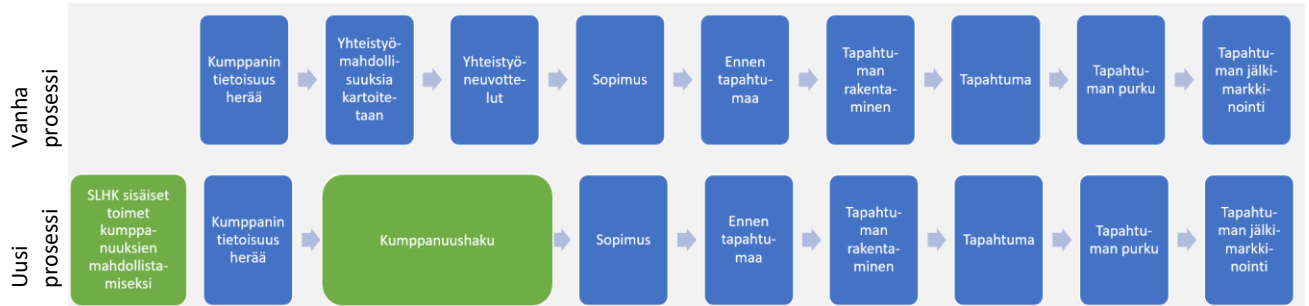 Vanha
prosessi
Kumppanin
tietoisuus
herää
Yhteistyö-
mahdolli-
suuksia
kartoite-
taan
Yhteistyö-
neuvotte-
lut
Sopimus
Ennen
tapahtu-
maa
Tapahtu-
man
rakenta-
minen
Tapahtuma
Tapahtu-
man purku
Tapahtu-
man jälki-
markki-
nointi
Uusi
prosessi
SLHK sisäiset
toimet
kumppa-
nuuksien
mahdollista-
miseksi
Kumppanin
tietoisuus
herää
Kumppanuushaku
Sopimus
Ennen
tapahtu-
maa
Tapahtu-
man
rakenta-
minen
Tapahtuma
Tapahtu-
man purku
Tapahtu-
man jälki-
markki-
nointi